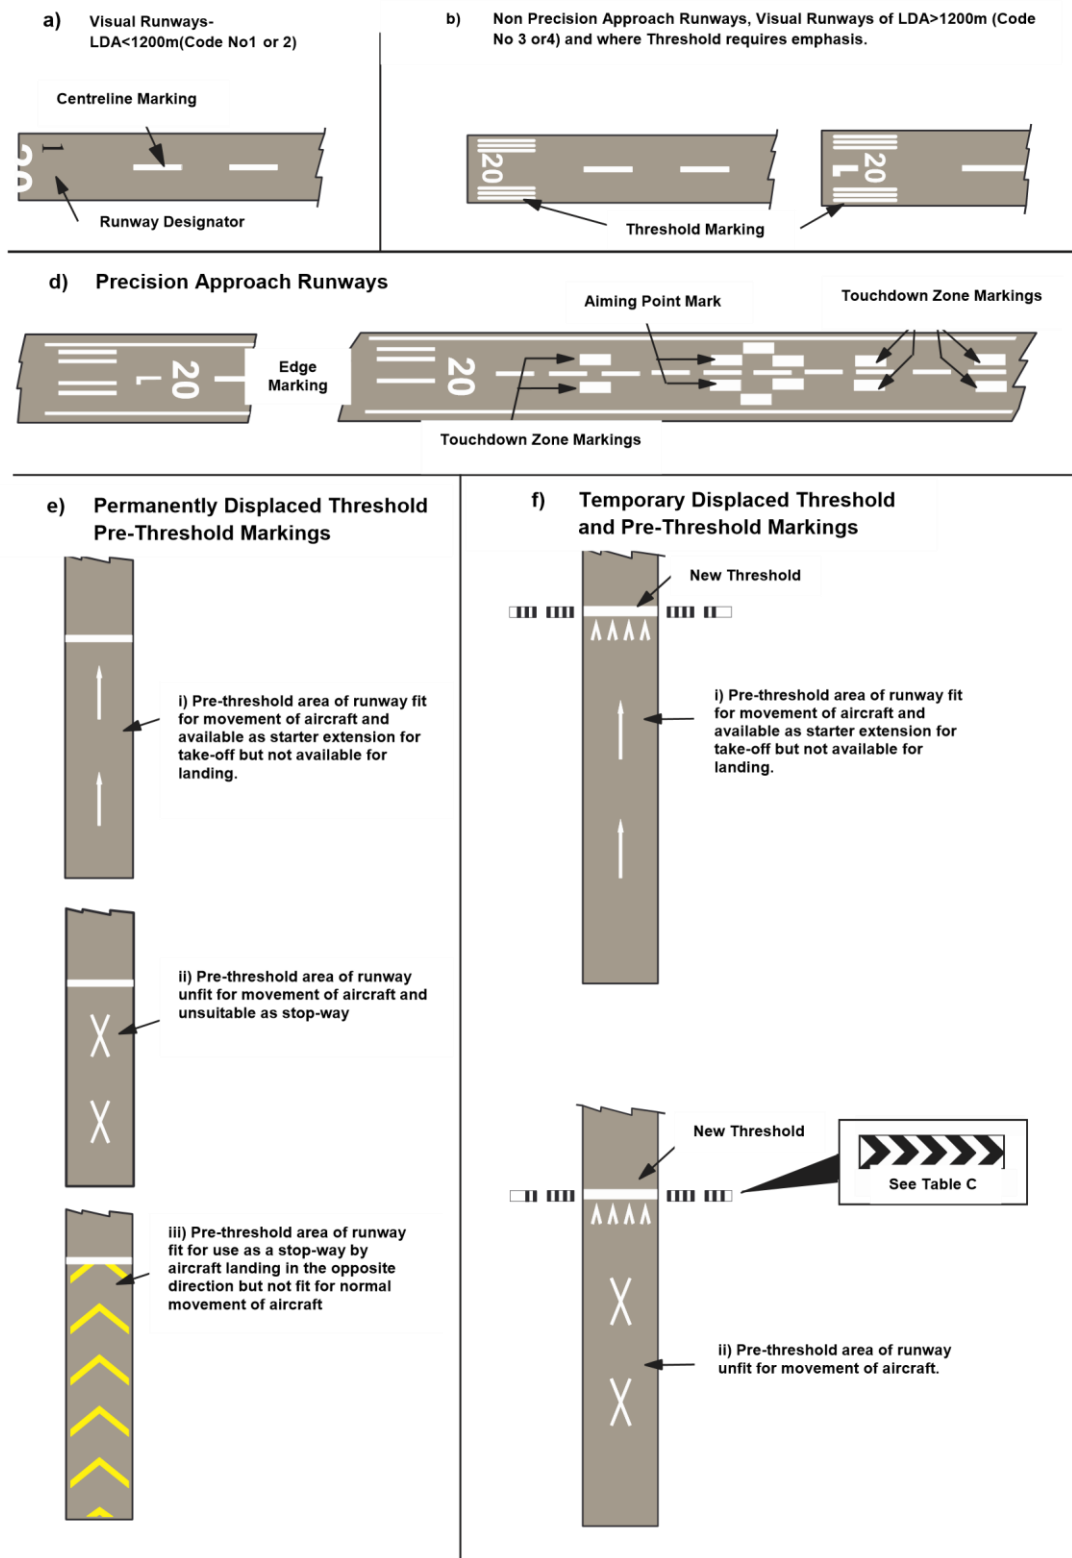 a) Visual Runways-
LDA<1200m(Code No1 or 2)
Centreline Marking
20
1
Runway Designator
b) Non Precision Approach Runways, Visual Runways of LDA>1200m (Code
No 3 or4) and where Threshold requires emphasis.
20
20
L
Threshold Marking
d) Precision Approach Runways
Aiming Point Mark
Touchdown Zone Markings
20
L
Edge
Marking
20
Touchdown Zone Markings
e) Permanently Displaced Threshold
Pre-Threshold Markings
i) Pre-threshold area of runway fit
for movement of aircraft and
available as starter extension for
take-off but not available for
landing.
ii) Pre-threshold area of runway
unfit for movement of aircraft and
unsuitable as stop-way
iii) Pre-threshold area of runway
fit for use as a stop-way by
aircraft landing in the opposite
direction but not fit for normal
movement of aircraft
f) Temporary Displaced Threshold
and Pre-Threshold Markings
New Threshold
i) Pre-threshold area of runway fit
for movement of aircraft and
available as starter extension for
take-off but not available for
landing.
New Threshold
See Table C
ii) Pre-threshold area of runway
unfit for movement of aircraft.